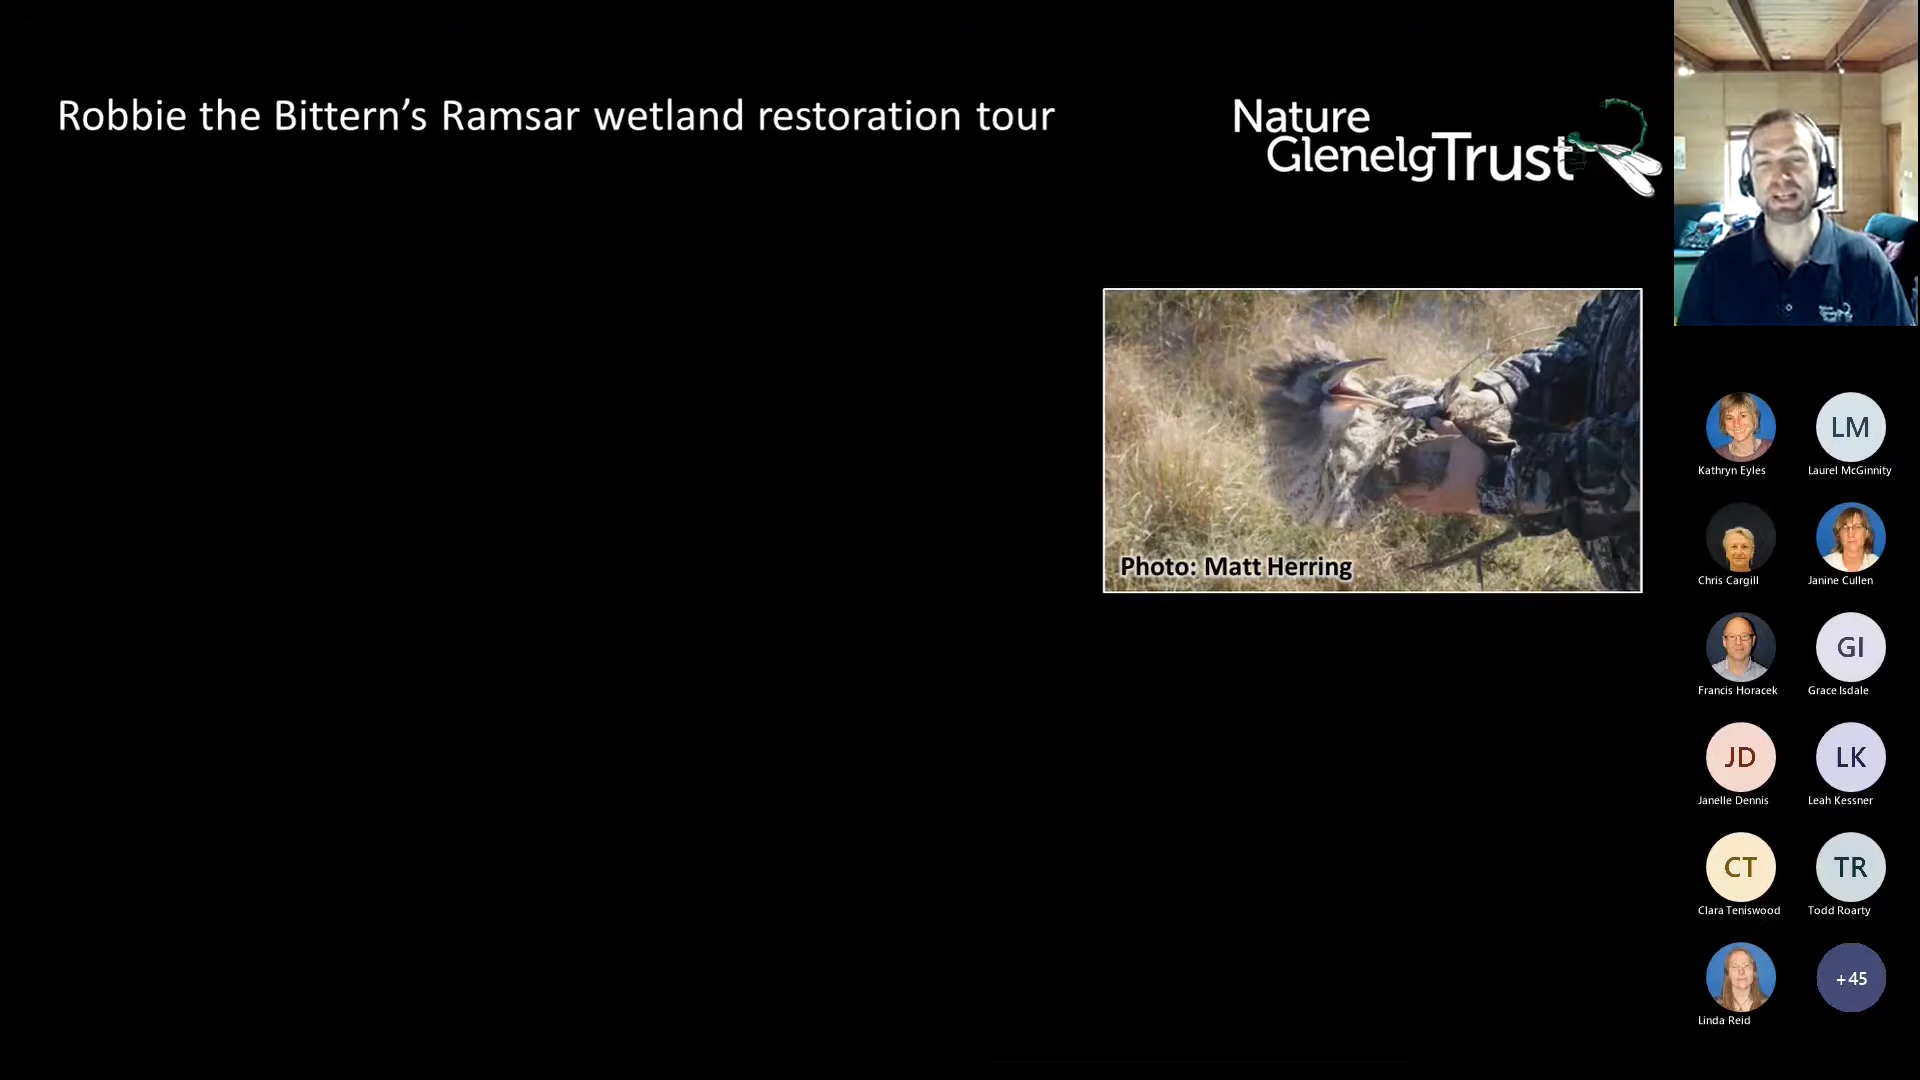 Robbie the Bittern’s Ramsar wetland restoration tour
Nature
GlenelgTrust
Photo: Matt Herring
LM
Kathryn Eyles
Laurel McGinnity
Chris Cargill
Janine Cullen
GI
Francis Horacek
Grace Isdale
JD
LK
Janelle Dennis
Leah Kessner
CT
TR
Clara Teniswood
Todd Roarty
+45
Linda Reid